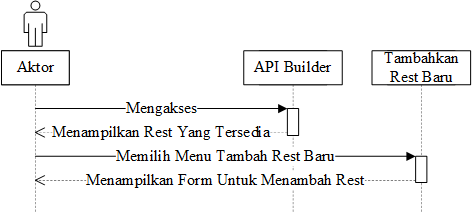 Aktor
API Builder
Tambahkan
Rest Baru
Mengakses
Menampilkan Rest Yang Tersedia
Memilih Menu Tambah Rest Baru
Menampilkan Form Untuk Menambah Rest